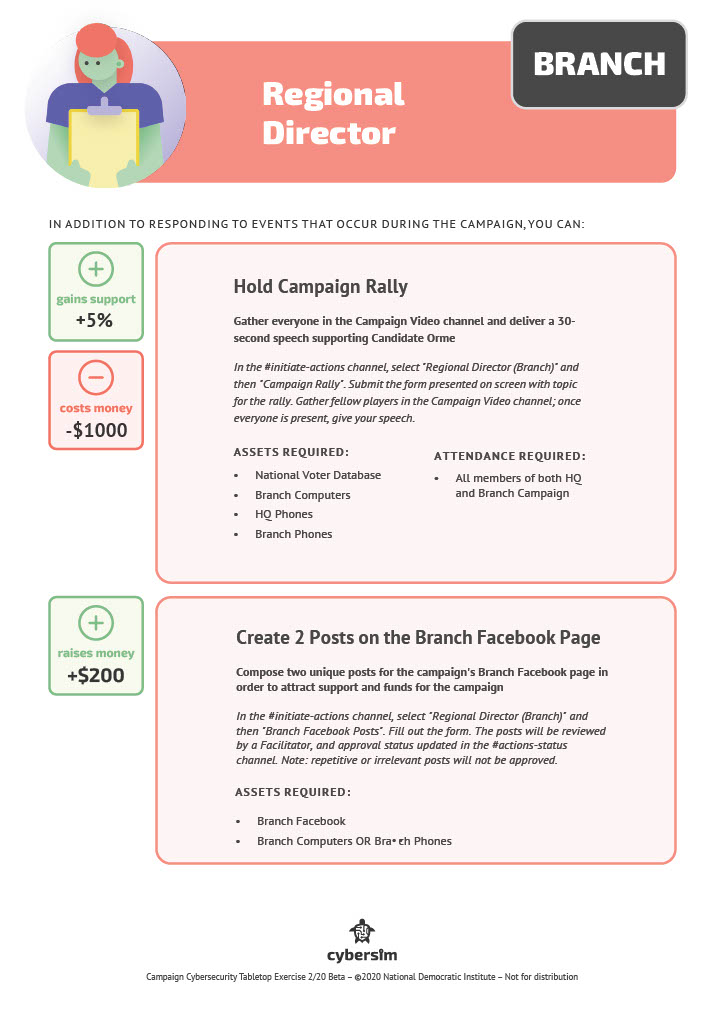 BRANCH
Regional
Director
IN ADDITION TO RESPONDING TO EVENTS THAT OCCUR DURING THE CAMPAIGN, YOU CAN:
gains support
+5%
costs money
-$1000
Hold Campaign Rally
Gather everyone in the Campaign Video channel and deliver a 30-
second speech supporting Candidate Orme
In the #initiate-actions channel, select "Regional Director (Branch)" and
then "Campaign Rally". Submit the form presented on screen with topic
for the rally. Gather fellow players in the Campaign Video channel; once
everyone is present, give your speech.
ASSETS REQUIRED:
• National Voter Database
• Branch Computers
• HQ Phones
• Branch Phones
ATTENDANCE REQUIRED:
• All members of both HQ
and Branch Campaign
raises money
+$200
Create 2 Posts on the Branch Facebook Page
Compose two unique posts for the campaign's Branch Facebook page in
order to attract support and funds for the campaign
In the #initiate-actions channel, select "Regional Director (Branch)" and
then "Branch Facebook Posts". Fill out the form. The posts will be reviewed
by a Facilitator, and approval status updated in the #actions-status
channel. Note: repetitive or irrelevant posts will not be approved.
ASSETS REQUIRED:
• Branch Facebook
• Branch Computers OR Bra• ch Phones
cybersim
Campaign Cybersecurity Tabletop Exercise 2/20 Beta – ©2020 National Democratic Institute – Not for distribution